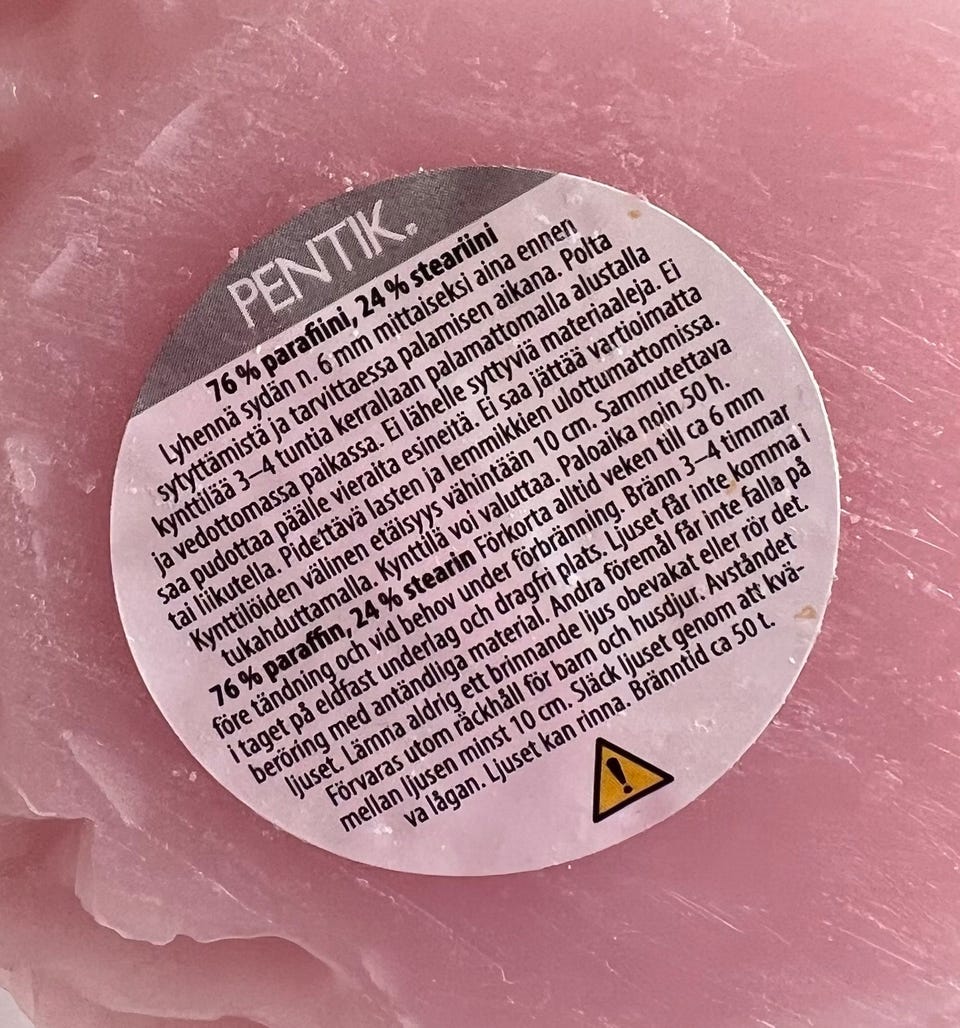 PENTIK.
76 % parafiini, 24 % steariini
Lyhennä sydän n. 6 mm mittaiseksi aina ennen
sytyttämistä ja tarvittaessa palamisen aikana. Polta
kynttilää 3–4 tuntia kerrallaan palamattomalla alustalla
ja vedottomassa paikassa. Ei lähelle syttyviä materiaaleja. Ei
saa pudottaa päälle vieraita esineitä. Ei saa jättää vartioimatta
tai liikutella. Pidettävä lasten ja lemmikkien ulottumattomissa.
Kynttilöiden välinen etäisyys vähintään 10 cm. Sammutettava
tukahduttamalla. Kynttilä voi valuttaa. Paloaika noin 50 h.
76 % paraffin, 24 % stearin Förkorta alltid veken till ca 6 mm
före tändning och vid behov under förbränning. Bränn 3–4 timmar
i taget på eldfast underlag och dragfri plats. Ljuset får inte komma i
beröring med antändliga material. Andra föremål får inte falla på
ljuset. Lämna aldrig ett brinnande ljus obevakat eller rör det.
Förvaras utom räckhåll för barn och husdjur. Avståndet
mellan ljusen minst 10 cm. Släck ljuset genom att kvä-
va lågan. Ljuset kan rinna. Bränntid ca 50 t.